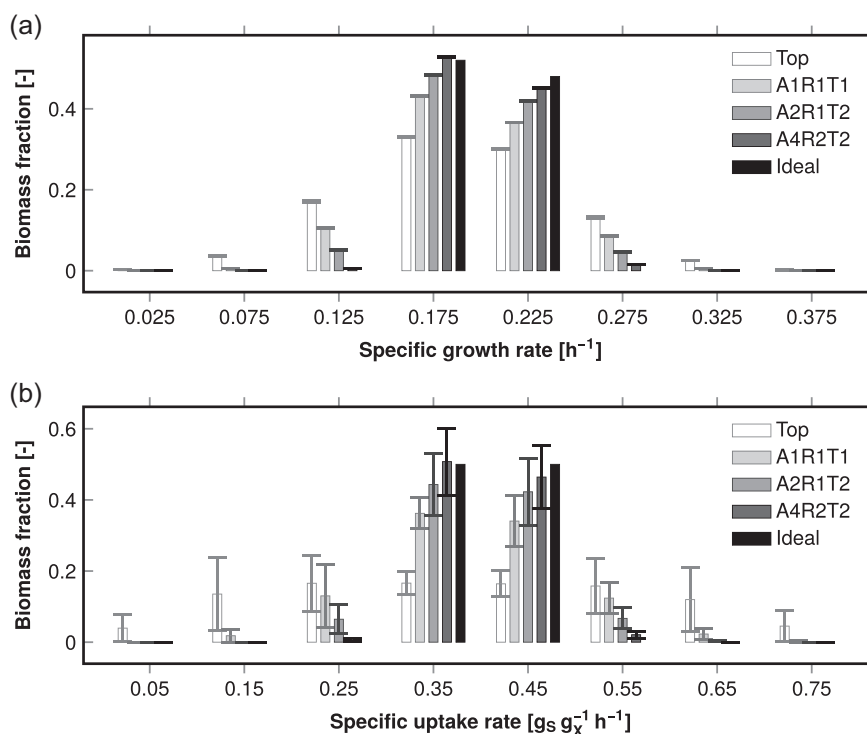 (a)
Biomass fraction [-]
0.4
0.2
0
Top
A1R1T1
A2R1T2
A4R2T2
Ideal
0.025 0.075 0.125 0.175 0.225 0.275 0.325 0.375
Specific growth rate [h⁻¹]
(b)
Biomass fraction [-]
0.6
0.4
0.2
0
Top
A1R1T1
A2R1T2
A4R2T2
Ideal
0.05 0.15 0.25 0.35 0.45 0.55 0.65 0.75
Specific uptake rate [g_S g_X⁻¹ h⁻¹]